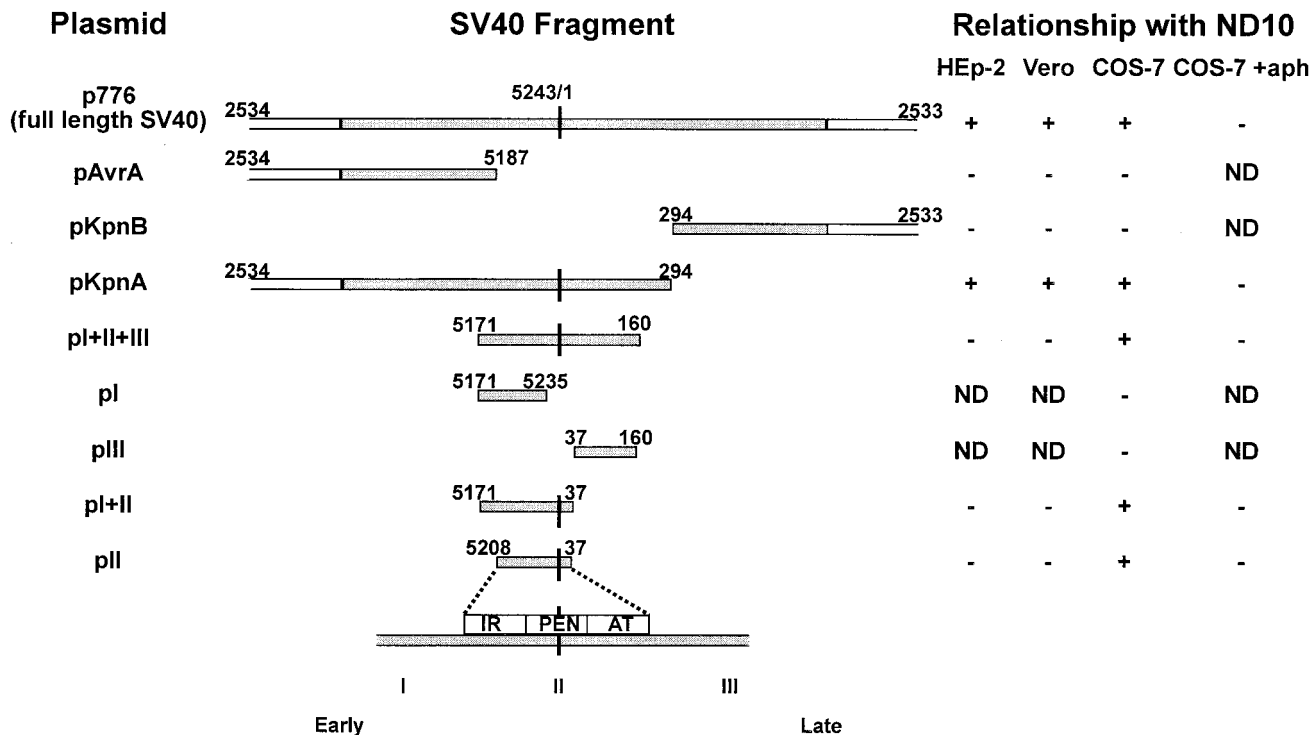 Plasmid SV40 Fragment Relationship with ND10
HEp-2 Vero COS-7 COS-7 +aph
p776
(full length SV40) 2534 5243/1 2533 + + + -
pAvrA 2534 5187 - - - ND
pKpnB 294 2533 - - - ND
pKpnA 2534 294 + + + -
pI+II+III 5171 160 - - + -
pI 5171 5235 ND ND - ND
pIII 37 160 ND ND - ND
pI+II 5171 37 - - + -
pII 5208 37 - - + -
IR PEN AT
I II III
Early Late